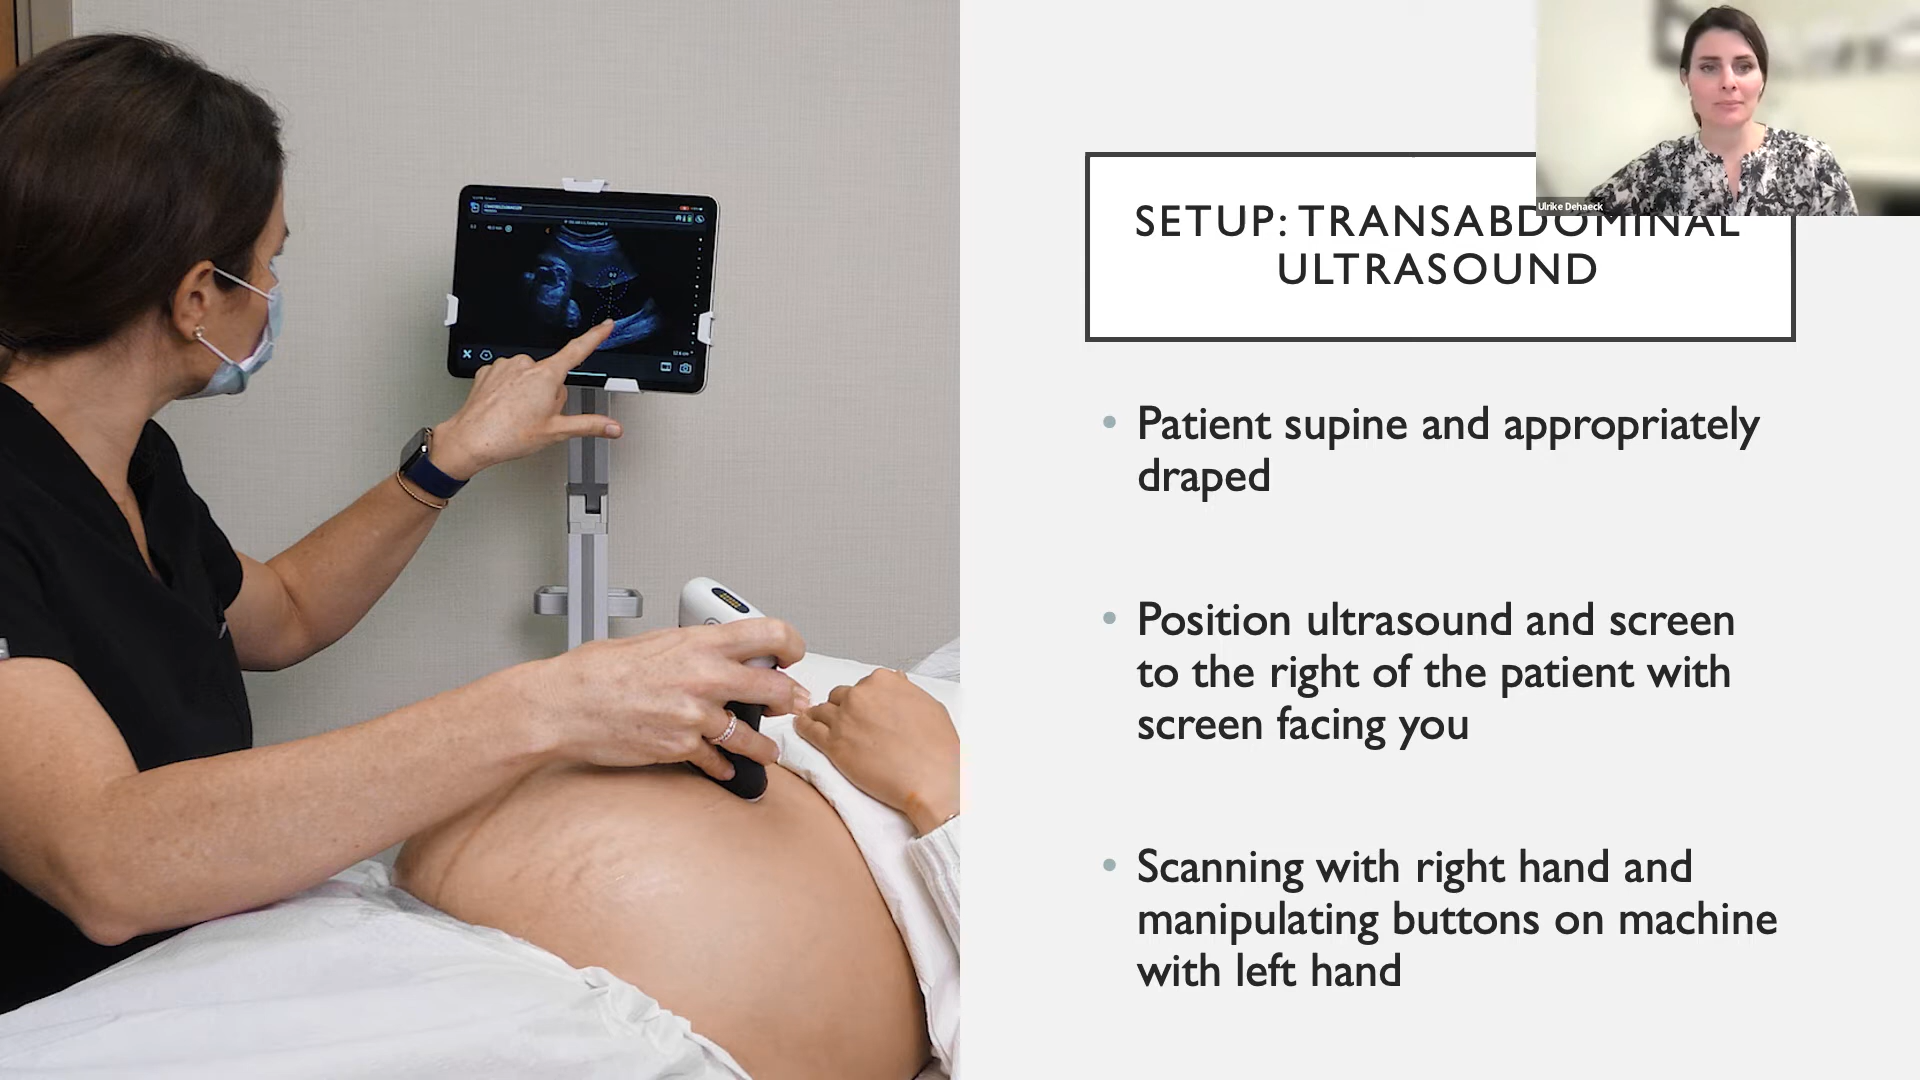 Ulrike Dehaeck
SETUP: TRANSABDOMINAL
ULTRASOUND
• Patient supine and appropriately
draped
• Position ultrasound and screen
to the right of the patient with
screen facing you
• Scanning with right hand and
manipulating buttons on machine
with left hand